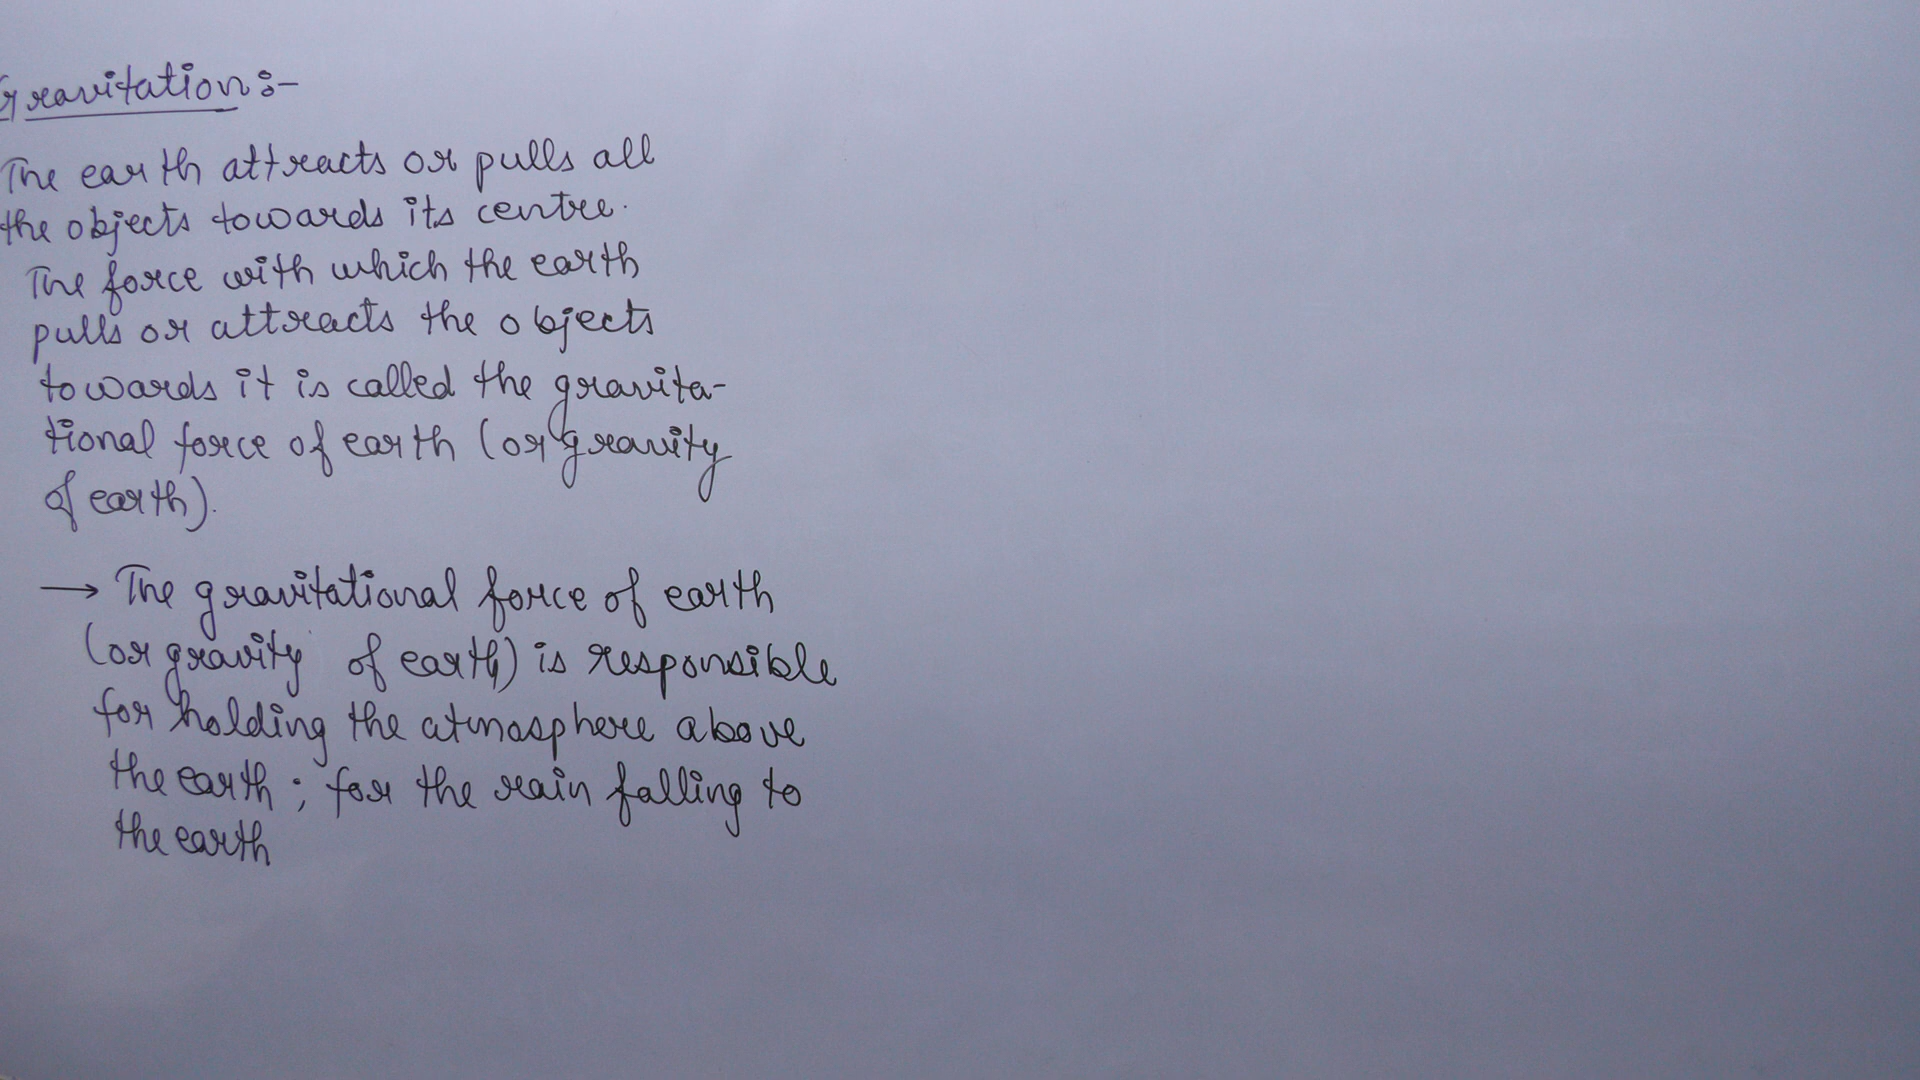 Gravitation:-
The earth attracts or pulls all
the objects towards its centre.
The force with which the earth
pulls or attracts the objects
towards it is called the gravita-
tional force of earth (or gravity
of earth).
→ The gravitational force of earth
(or gravity of earth) is responsible
for holding the atmosphere above
the earth ; for the rain falling to
the earth